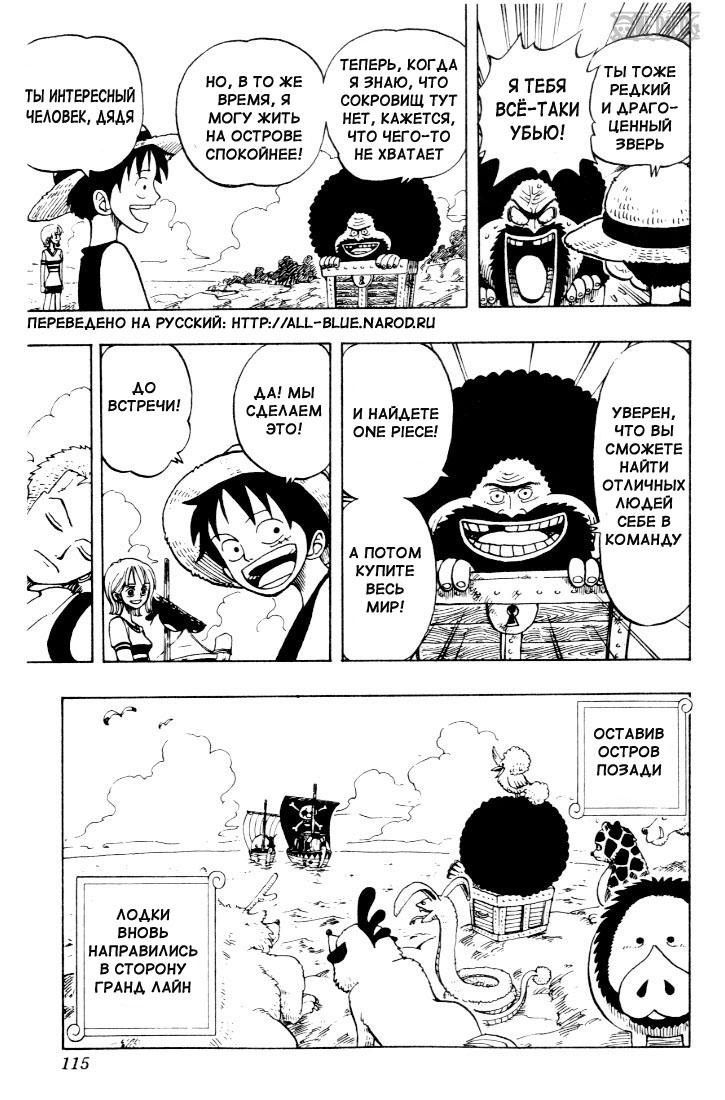 ТЫ ТОЖЕ
РЕДКИЙ
И ДРАГО-
ЦЕННЫЙ
ЗВЕРЬ
Я ТЕБЯ
ВСЁ-ТАКИ
УБЬЮ!
ТЕПЕРЬ, КОГДА
Я ЗНАЮ, ЧТО
СОКРОВИЩ ТУТ
НЕТ, КАЖЕТСЯ,
ЧТО ЧЕГО-ТО
НЕ ХВАТАЕТ
НО, В ТО ЖЕ
ВРЕМЯ, Я
МОГУ ЖИТЬ
НА ОСТРОВЕ
СПОКОЙНЕЕ!
ТЫ ИНТЕРЕСНЫЙ
ЧЕЛОВЕК, ДЯДЯ
ПЕРЕВЕДЕНО НА РУССКИЙ: HTTP://ALL-BLUE.NAROD.RU
УВЕРЕН,
ЧТО ВЫ
СМОЖЕТЕ
НАЙТИ
ОТЛИЧНЫХ
ЛЮДЕЙ
СЕБЕ В
КОМАНДУ
И НАЙДЕТЕ
ONE PIECE!
А ПОТОМ
КУПИТЕ
ВЕСЬ
МИР!
ДА! МЫ
СДЕЛАЕМ
ЭТО!
ДО
ВСТРЕЧИ!
ОСТАВИВ
ОСТРОВ
ПОЗАДИ
ЛОДКИ
ВНОВЬ
НАПРАВИЛИСЬ
В СТОРОНУ
ГРАНД ЛАЙН
115